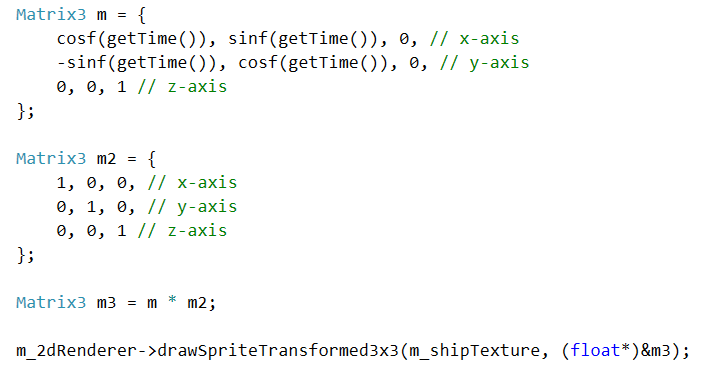 Matrix3 m = {
cosf(getTime()), sinf(getTime()), 0, // x-axis
-sinf(getTime()), cosf(getTime()), 0, // y-axis
0, 0, 1 // z-axis
};
Matrix3 m2 = {
1, 0, 0, // x-axis
0, 1, 0, // y-axis
0, 0, 1 // z-axis
};
Matrix3 m3 = m * m2;
m_2dRenderer->drawSpriteTransformed3x3(m_shipTexture, (float*)&m3);